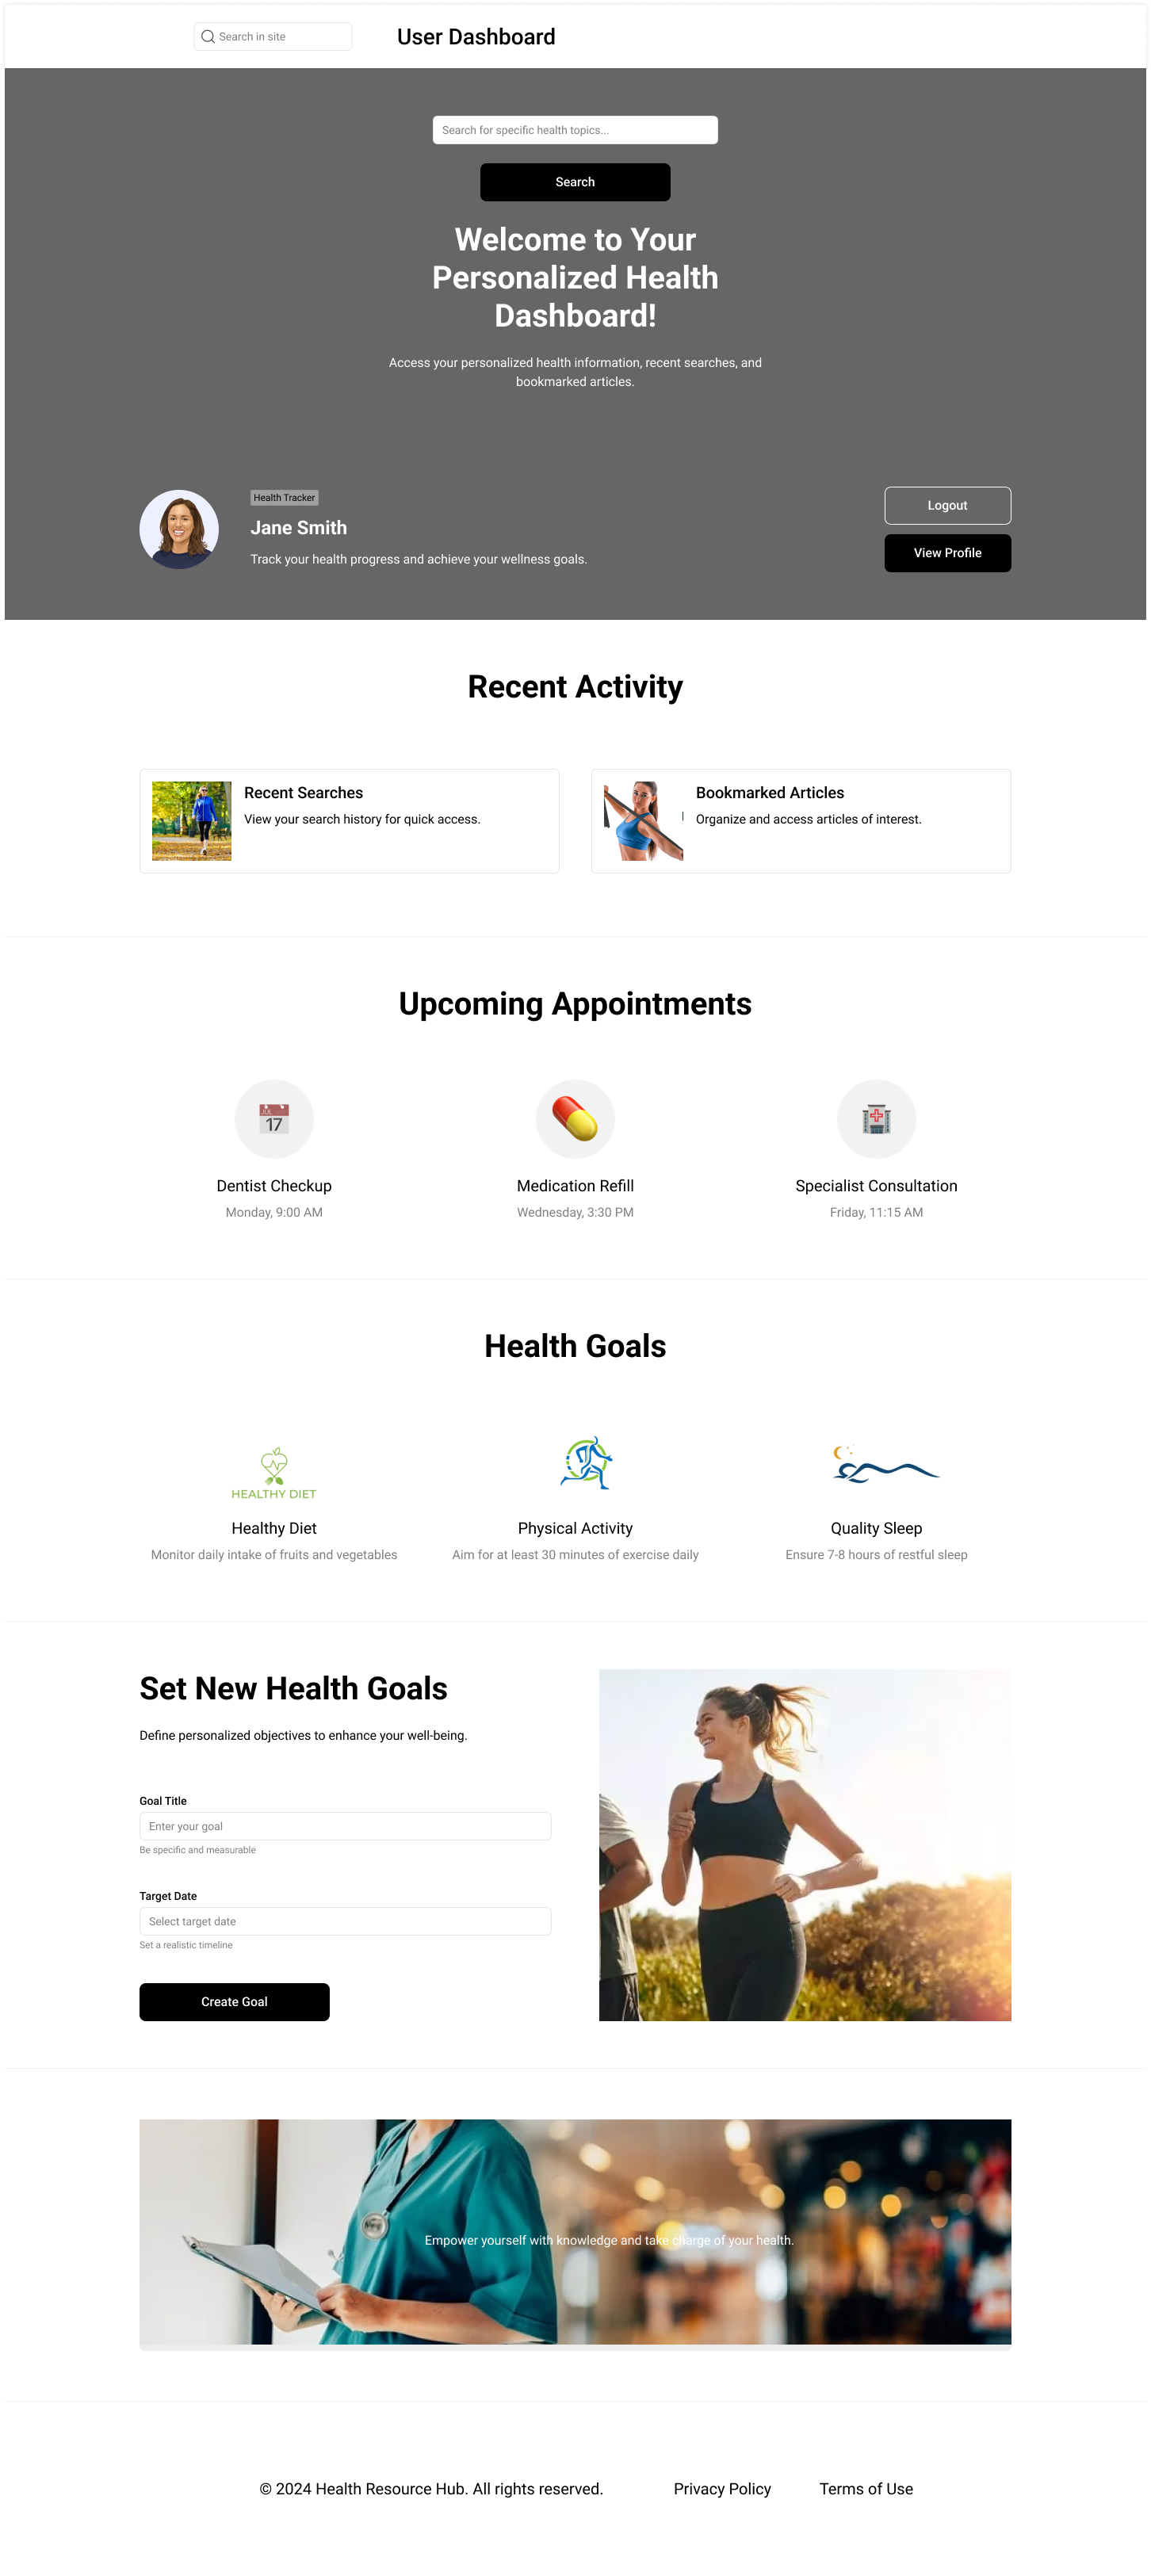 Search in site
User Dashboard
Search for specific health topics...
Search
Welcome to Your
Personalized Health
Dashboard!
Access your personalized health information, recent searches, and
bookmarked articles.
Health Tracker
Jane Smith
Track your health progress and achieve your wellness goals.
Logout
View Profile
Recent Activity
Recent Searches
View your search history for quick access.
Bookmarked Articles
Organize and access articles of interest.
Upcoming Appointments
JUL
17
Dentist Checkup
Monday, 9:00 AM
Medication Refill
Wednesday, 3:30 PM
Specialist Consultation
Friday, 11:15 AM
Health Goals
HEALTHY DIET
Healthy Diet
Monitor daily intake of fruits and vegetables
Physical Activity
Aim for at least 30 minutes of exercise daily
Quality Sleep
Ensure 7-8 hours of restful sleep
Set New Health Goals
Define personalized objectives to enhance your well-being.
Goal Title
Enter your goal
Be specific and measurable
Target Date
Select target date
Set a realistic timeline
Create Goal
Empower yourself with knowledge and take charge of your health.
© 2024 Health Resource Hub. All rights reserved.
Privacy Policy
Terms of Use